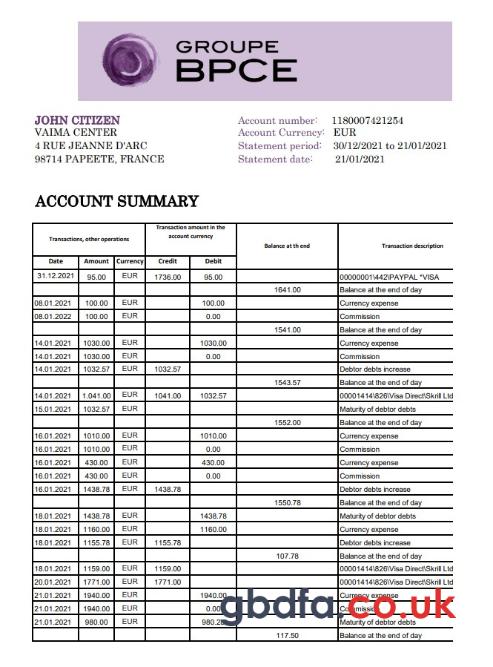 GROUPE
BPCE
JOHN CITIZEN
VAIMA CENTER
4 RUE JEANNE D'ARC
98714 PAPEETE, FRANCE
Account number: 1180007421254
Account Currency: EUR
Statement period: 30/12/2021 to 21/01/2021
Statement date: 21/01/2021
ACCOUNT SUMMARY
Transactions, other operations Transaction amount in the account currency Balance at th end Transaction description
Date Amount Currency Credit Debit
31.12.2021 95.00 EUR 1736.00 95.00 00000001\442\PAYPAL *VISA
1641.00 Balance at the end of day
08.01.2021 100.00 EUR 100.00 Currency expense
08.01.2022 100.00 EUR 0.00 Commission
1541.00 Balance at the end of day
14.01.2021 1030.00 EUR 1030.00 Currency expense
14.01.2021 1030.00 EUR 0.00 Commission
14.01.2021 1032.57 EUR 1032.57 Debtor debts increase
1543.57 Balance at the end of day
14.01.2021 1.041.00 EUR 1041.00 1032.57 00001414\826\Visa Direct\Skrill Ltd
15.01.2021 1032.57 EUR Maturity of debtor debts
1552.00 Balance at the end of day
16.01.2021 1010.00 EUR 1010.00 Currency expense
16.01.2021 1010.00 EUR 0.00 Commission
16.01.2021 430.00 EUR 430.00 Currency expense
16.01.2021 430.00 EUR 0.00 Commission
16.01.2021 1438.78 EUR 1438.78 Debtor debts increase
1550.78 Balance at the end of day
18.01.2021 1438.78 EUR 1438.78 Maturity of debtor debts
18.01.2021 1160.00 EUR 1160.00 Currency expense
18.01.2021 1155.78 EUR 1155.78 Debtor debts increase
107.78 Balance at the end of day
18.01.2021 1159.00 EUR 1159.00 00001414\826\Visa Direct\Skrill Ltd
20.01.2021 1771.00 EUR 1771.00 00001414\826\Visa Direct\Skrill Ltd
21.01.2021 1940.00 EUR 1940.00 Currency expense
21.01.2021 1940.00 EUR 0.00 Commission
21.01.2021 980.00 EUR 980.28 Maturity of debtor debts
117.50 Balance at the end of day
gbdfa.co.uk